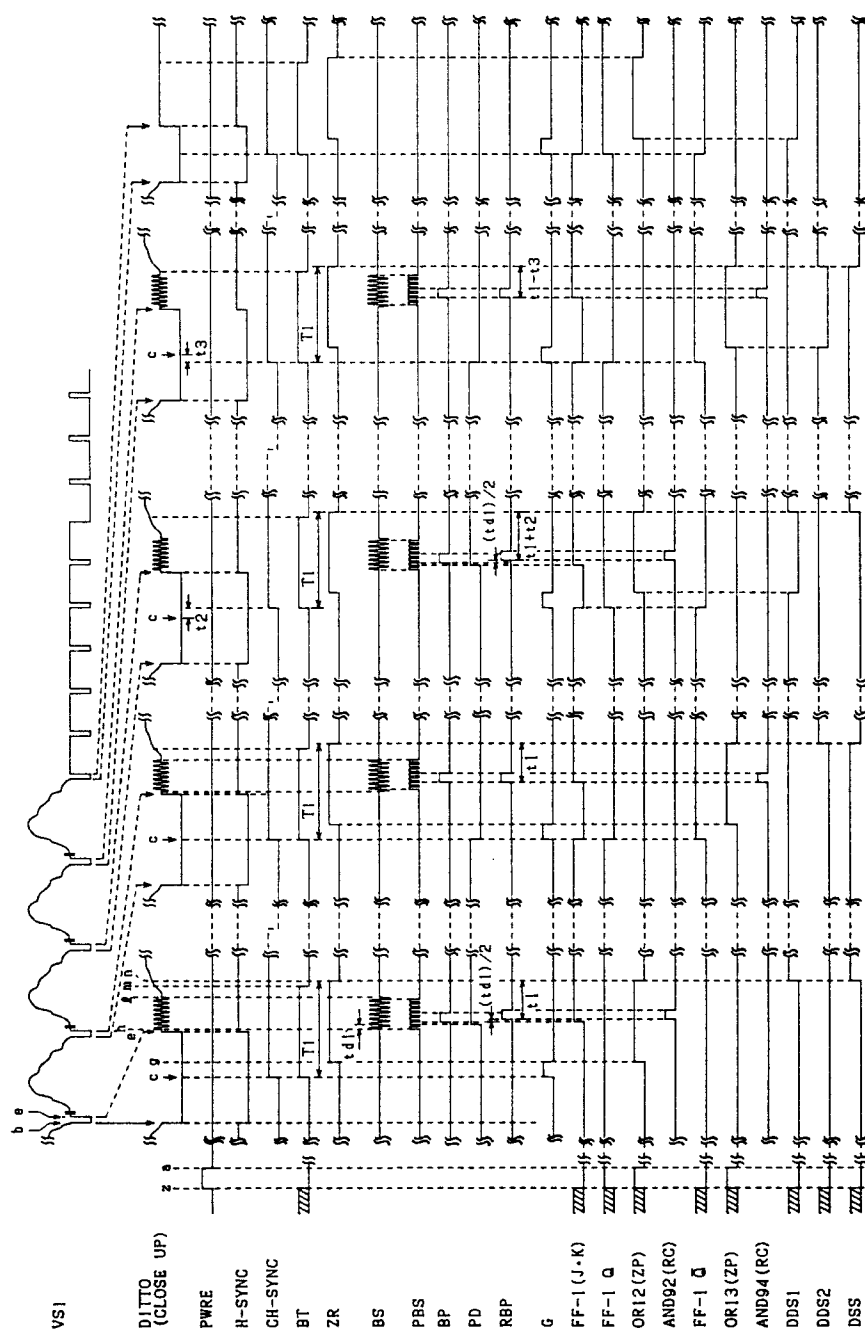 VS1
b e
DITTO
(CLOSE UP)
z a
c g
e h
ℓ m n
c
c
c
t2
t3
PWRE
H-SYNC
CH-SYNC
BT
T1
T1
T1
T1
ZR
td1
BS
PBS
BP
PD
(td1)/2
(td1)/2
RBP
t1
t1
t1+t2
t1-t3
G
FF-1(J·K)
FF-1 Q
OR12(ZP)
AND92(RC)
FF-1 Q̄
OR13(ZP)
AND94(RC)
DDS1
DDS2
DSS